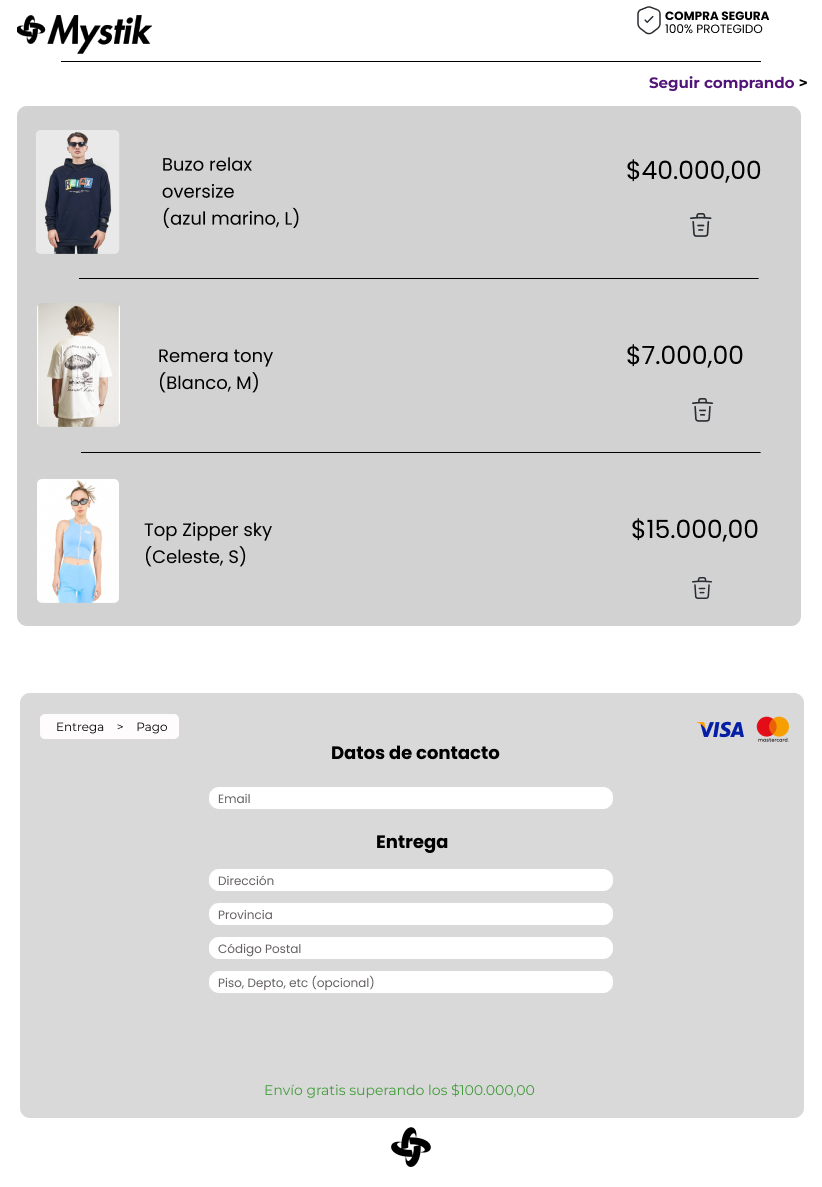 Mystik
COMPRA SEGURA
100% PROTEGIDO
Seguir comprando >
RELAX
Buzo relax
oversize
(azul marino, L)
$40.000,00
Remera tony
(Blanco, M)
$7.000,00
Top Zipper sky
(Celeste, S)
$15.000,00
Entrega > Pago
VISA
mastercard
Datos de contacto
Email
Entrega
Dirección
Provincia
Código Postal
Piso, Depto, etc (opcional)
Envío gratis superando los $100.000,00